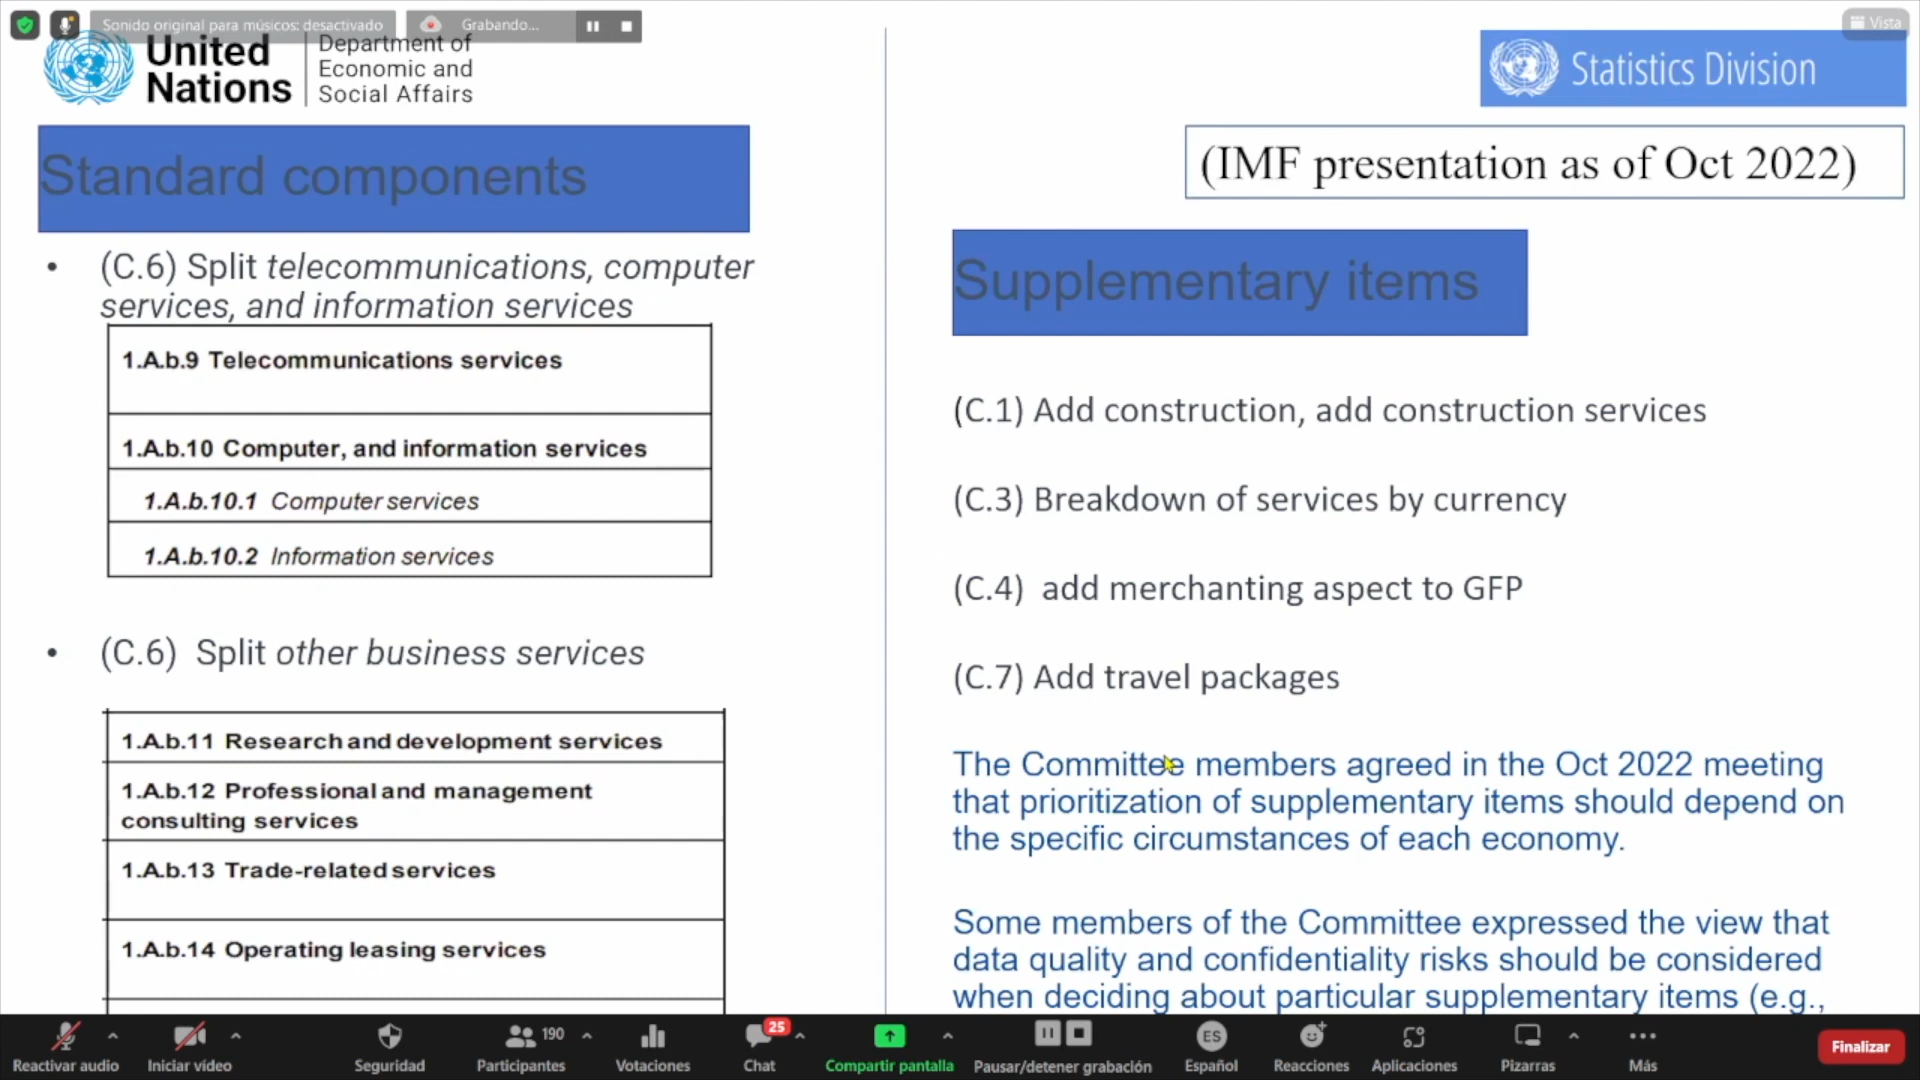 Sonido original para músicos: desactivado
Grabando...
Vista
United
Nations
Department of
Economic and
Social Affairs
Statistics Division
Standard components
(IMF presentation as of Oct 2022)
• (C.6) Split telecommunications, computer
services, and information services
1.A.b.9 Telecommunications services
1.A.b.10 Computer, and information services
1.A.b.10.1 Computer services
1.A.b.10.2 Information services
• (C.6) Split other business services
1.A.b.11 Research and development services
1.A.b.12 Professional and management
consulting services
1.A.b.13 Trade-related services
1.A.b.14 Operating leasing services
Supplementary items
(C.1) Add construction, add construction services
(C.3) Breakdown of services by currency
(C.4) add merchanting aspect to GFP
(C.7) Add travel packages
The Committee members agreed in the Oct 2022 meeting
that prioritization of supplementary items should depend on
the specific circumstances of each economy.
Some members of the Committee expressed the view that
data quality and confidentiality risks should be considered
when deciding about particular supplementary items (e.g.,
190
25
ES
Reactivar audio
Iniciar vídeo
Seguridad
Participantes
Votaciones
Chat
Compartir pantalla
Pausar/detener grabación
Español
Reacciones
Aplicaciones
Pizarras
Más
Finalizar